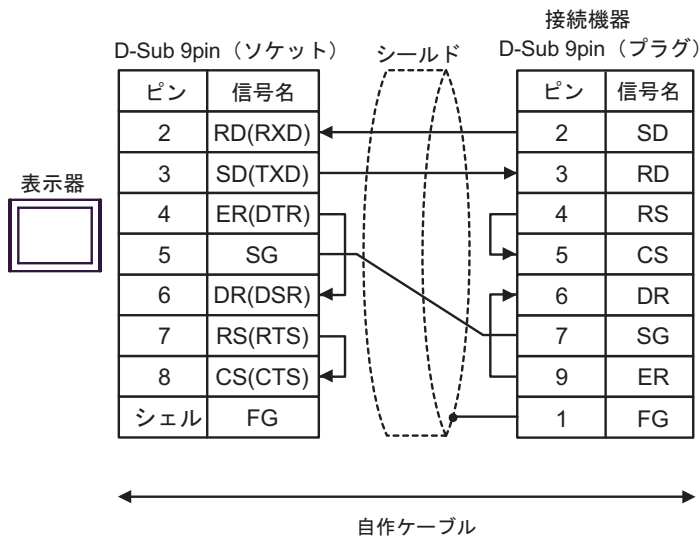 接続機器
D-Sub 9pin（ソケット） シールド D-Sub 9pin（プラグ）
ピン 信号名 ピン 信号名
2 RD(RXD) 2 SD
3 SD(TXD) 3 RD
表示器
4 ER(DTR) 4 RS
5 SG 5 CS
6 DR(DSR) 6 DR
7 RS(RTS) 7 SG
8 CS(CTS) 9 ER
シェル FG 1 FG
自作ケーブル